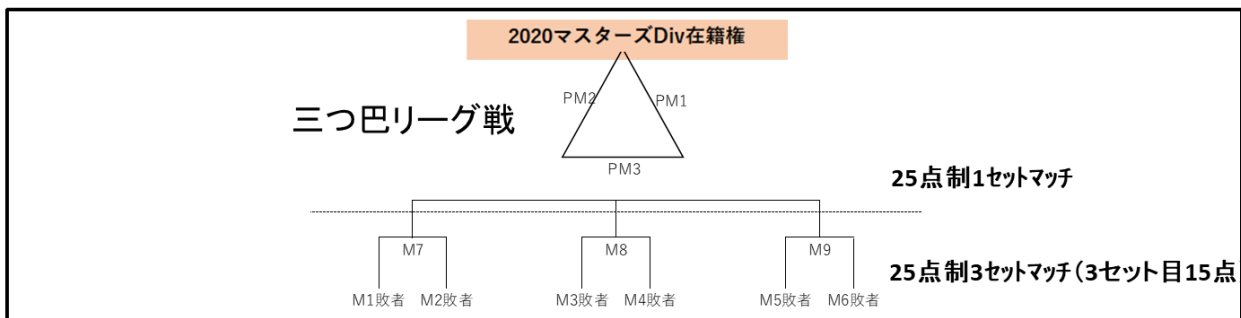 2020マスターズDiv在籍権
PM2
PM1
三つ巴リーグ戦
PM3
25点制1セットマッチ
M7
M8
M9
25点制3セットマッチ(3セット目15点
M1敗者
M2敗者
M3敗者
M4敗者
M5敗者
M6敗者